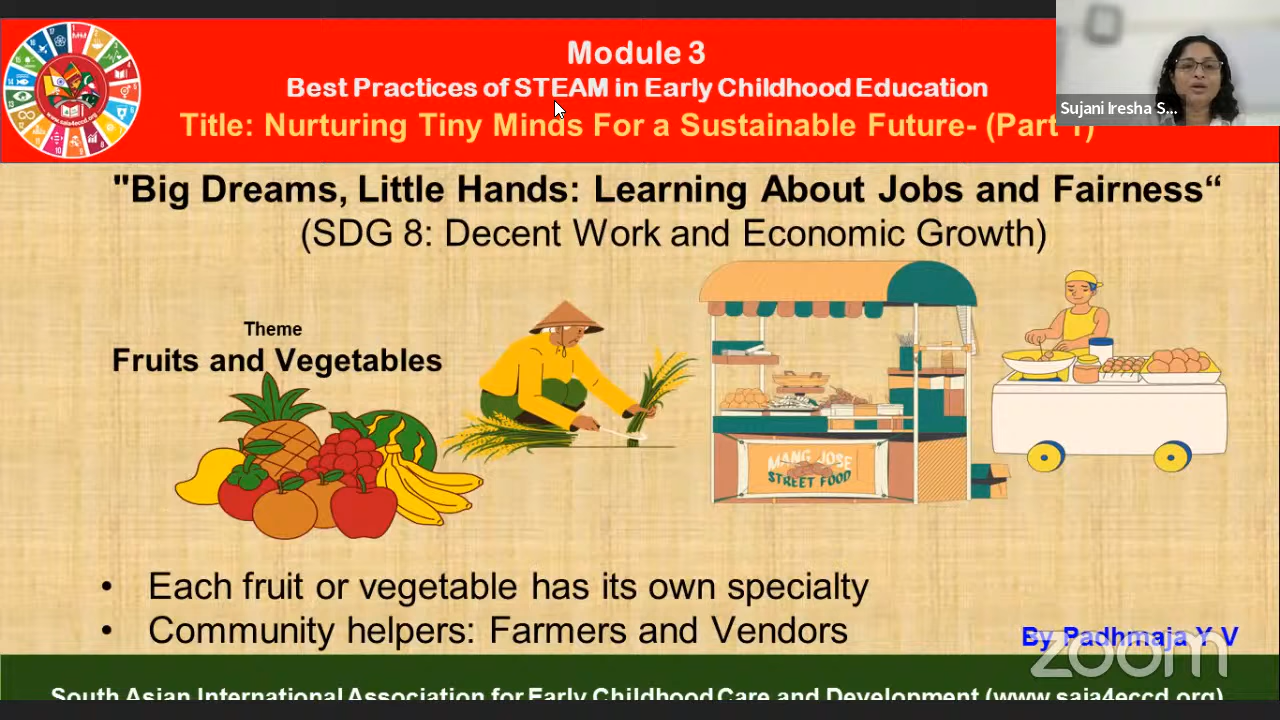 Module 3
Best Practices of STEAM in Early Childhood Education
Title: Nurturing Tiny Minds For a Sustainable Future- (Part 1)
Sujani Iresha S...
"Big Dreams, Little Hands: Learning About Jobs and Fairness“
(SDG 8: Decent Work and Economic Growth)
Theme
Fruits and Vegetables
MANG JOSE
STREET FOOD
• Each fruit or vegetable has its own specialty
• Community helpers: Farmers and Vendors
By Padhmaja Y V
zoom
South Asian International Association for Early Childhood Care and Development (www.saia4eccd.org)